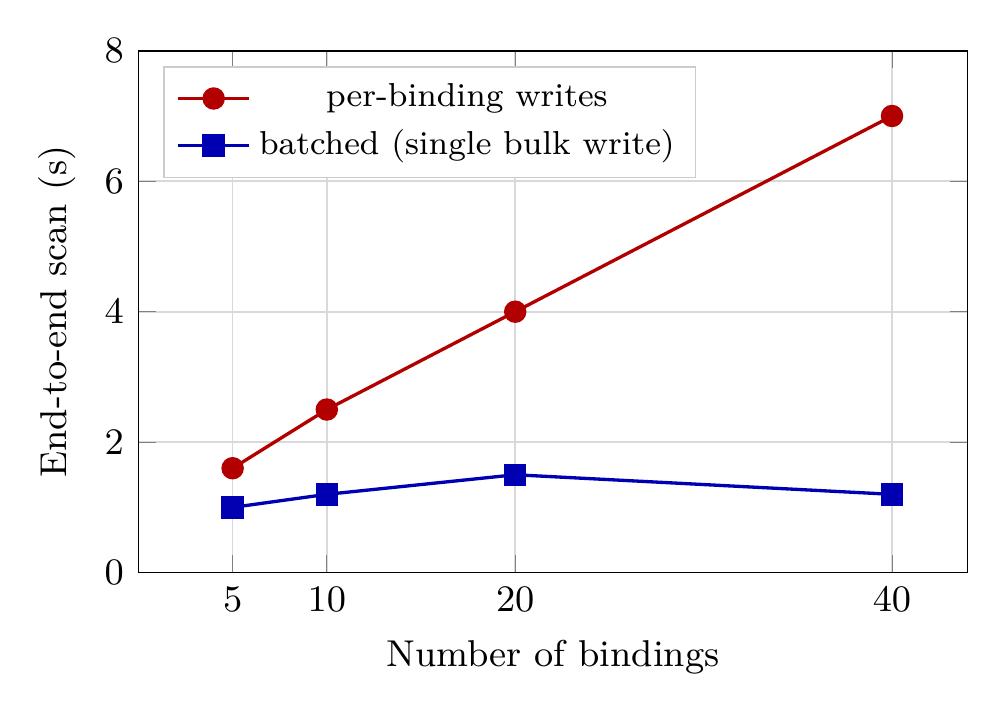 8
per-binding writes
batched (single bulk write)
6
4
2
0
End-to-end scan (s)
5 10 20 40
Number of bindings